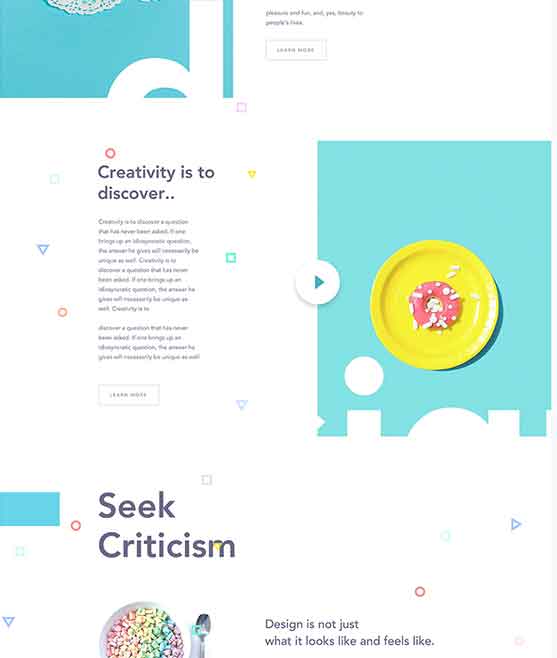 pleasure and fun, and, yes, beauty to
people's lives.
LEARN MORE
Creativity is to
discover..
Creativity is to discover a question
that has never been asked. If one
brings up an idiosyncratic question,
the answer he gives will necessarily be
unique as well. Creativity is to
discover a question that has never
been asked. If one brings up an
idiosyncratic question, the answer he
gives will necessarily be unique as
well. Creativity is to
discover a question that has never
been asked. If one brings up an
idiosyncratic question, the answer he
gives will necessarily be unique as well
LEARN MORE
Seek
Criticism
Design is not just
what it looks like and feels like.